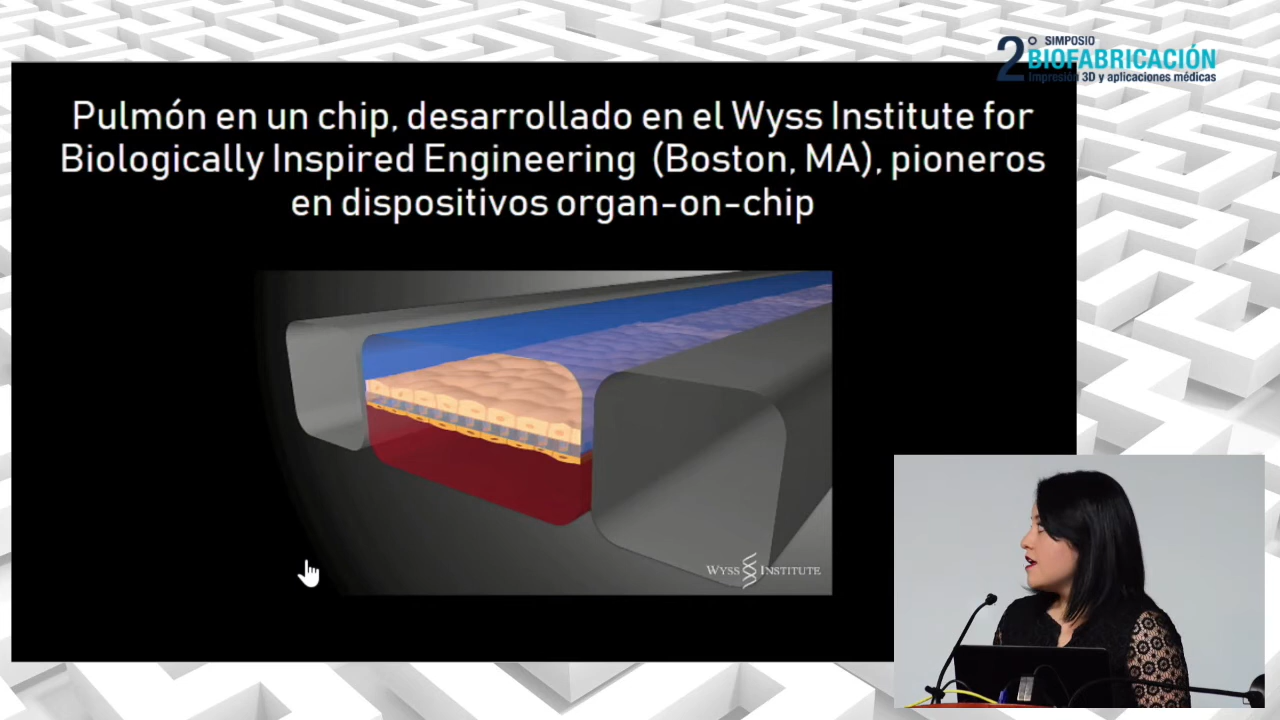 2° SIMPOSIO
BIOFABRICACIÓN
Impresión 3D y aplicaciones médicas
Pulmón en un chip, desarrollado en el Wyss Institute for
Biologically Inspired Engineering (Boston, MA), pioneros
en dispositivos organ-on-chip
WYSS INSTITUTE